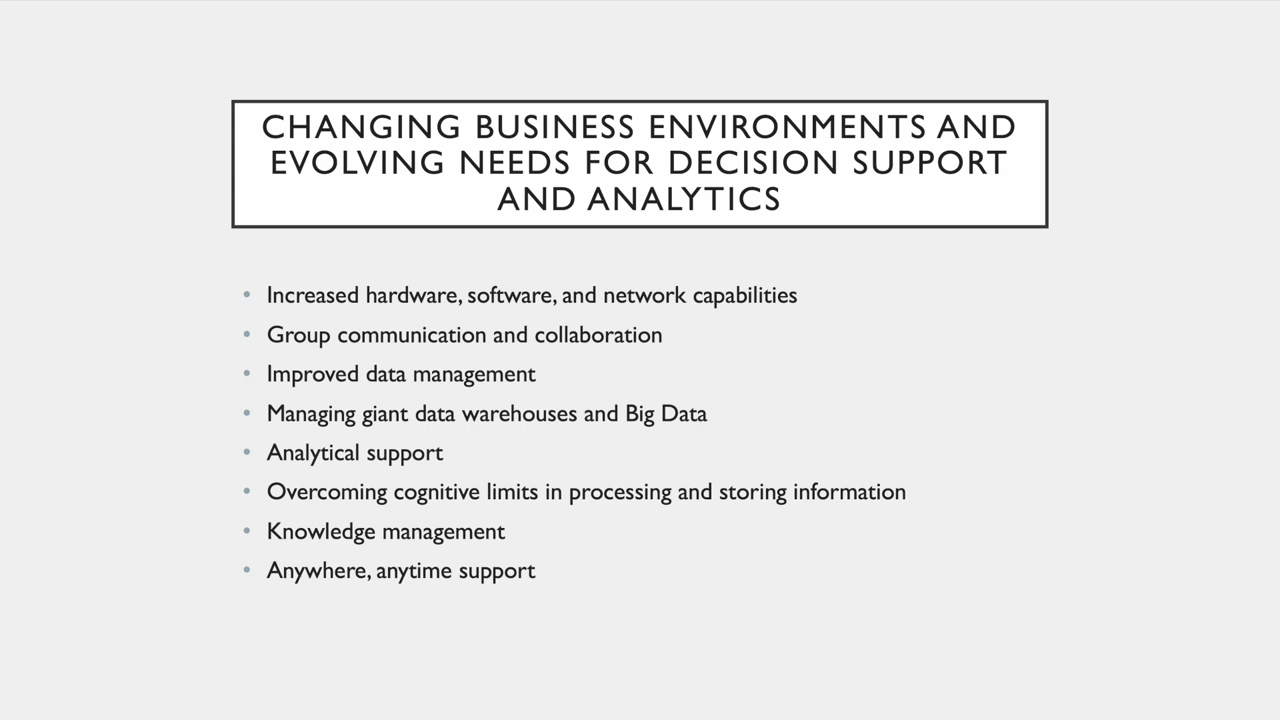 CHANGING BUSINESS ENVIRONMENTS AND
EVOLVING NEEDS FOR DECISION SUPPORT
AND ANALYTICS
• Increased hardware, software, and network capabilities
• Group communication and collaboration
• Improved data management
• Managing giant data warehouses and Big Data
• Analytical support
• Overcoming cognitive limits in processing and storing information
• Knowledge management
• Anywhere, anytime support